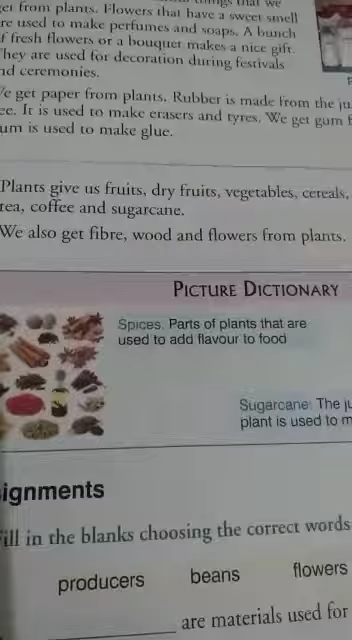 things that we
get from plants. Flowers that have a sweet smell
are used to make perfumes and soaps. A bunch
of fresh flowers or a bouquet makes a nice gift.
They are used for decoration during festivals
and ceremonies.
We get paper from plants. Rubber is made from the
It is used to make erasers and tyres. We get gum
is used to make glue.
Plants give us fruits, dry fruits, vegetables, cereals,
tea, coffee and sugarcane.
We also get fibre, wood and flowers from plants.
PICTURE DICTIONARY
Spices: Parts of plants that are
used to add flavour to food
Sugarcane: The
plant is used to
ignments
Fill in the blanks choosing the correct words
producers beans flowers
are materials used for